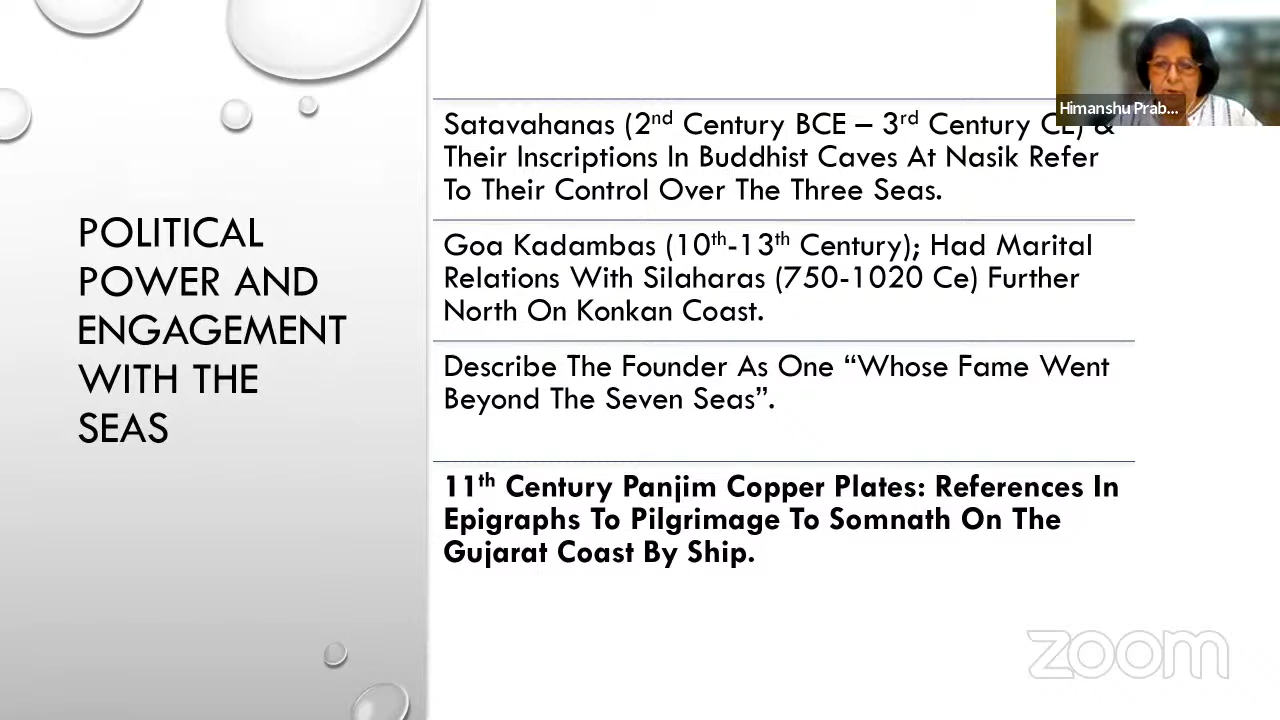 POLITICAL
POWER AND
ENGAGEMENT
WITH THE
SEAS
Satavahanas (2nd Century BCE – 3rd Century CE) &
Their Inscriptions In Buddhist Caves At Nasik Refer
To Their Control Over The Three Seas.
Goa Kadambas (10th-13th Century); Had Marital
Relations With Silaharas (750-1020 Ce) Further
North On Konkan Coast.
Describe The Founder As One “Whose Fame Went
Beyond The Seven Seas”.
11th Century Panjim Copper Plates: References In
Epigraphs To Pilgrimage To Somnath On The
Gujarat Coast By Ship.
Himanshu Prab...
zoom